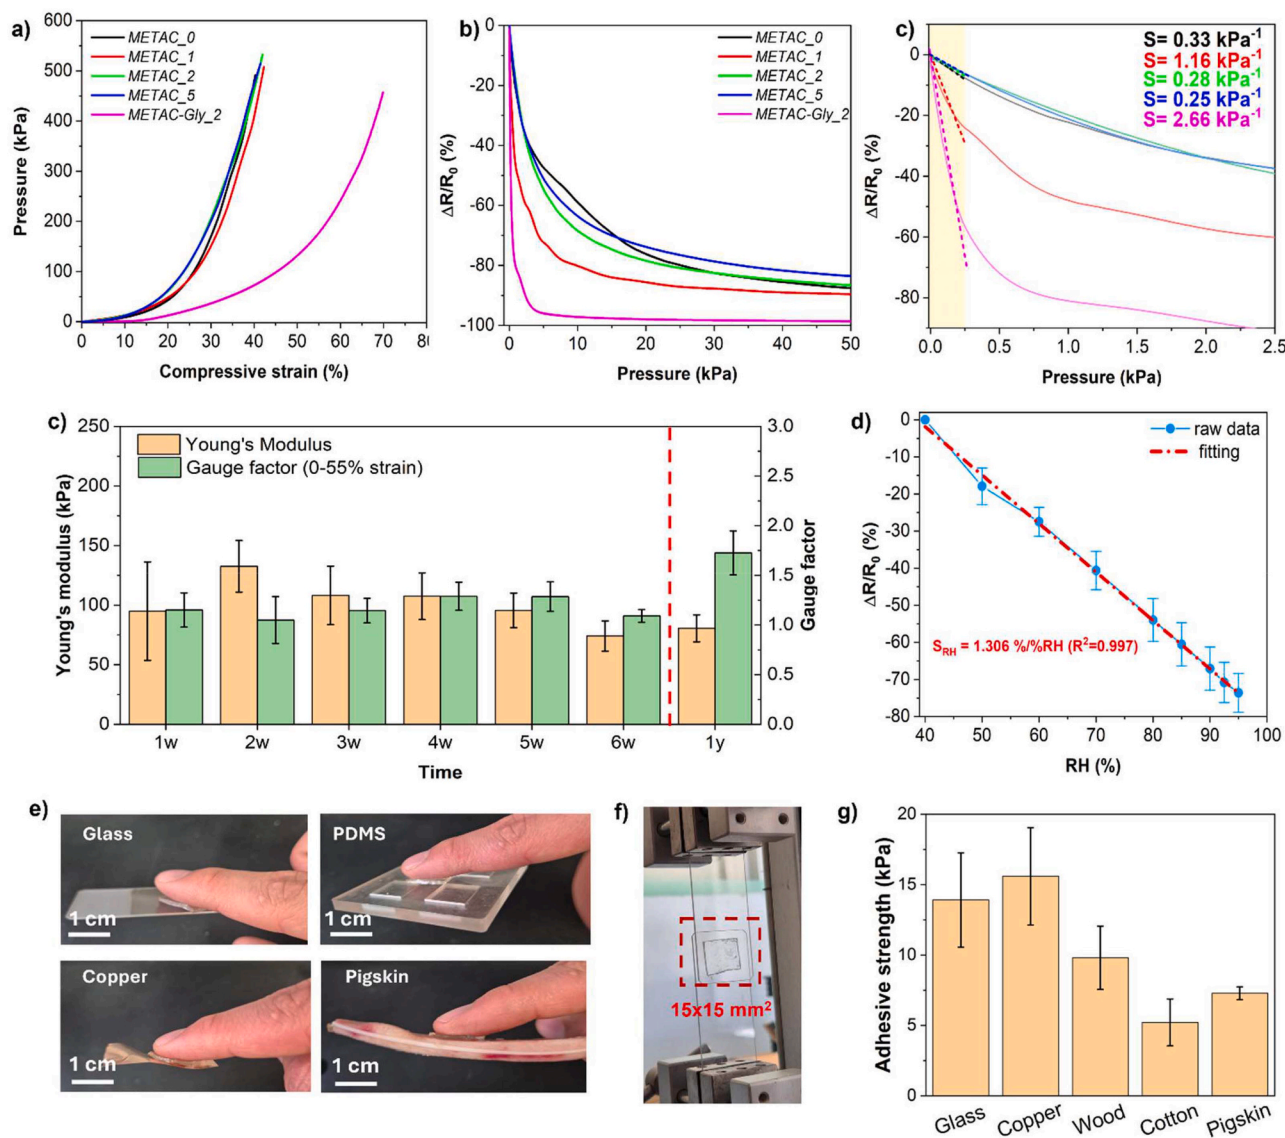 a)
600
500
400
300
200
100
0
Pressure (kPa)
METAC_0
METAC_1
METAC_2
METAC_5
METAC-Gly_2
0 10 20 30 40 50 60 70
Compressive strain (%)
b)
0
-20
-40
-60
-80
-100
ΔR/R0 (%)
METAC_0
METAC_1
METAC_2
METAC_5
METAC-Gly_2
0 10 20 30 40 50
Pressure (kPa)
c)
0
-20
-40
-60
-80
ΔR/R0 (%)
S= 0.33 kPa-1
S= 1.16 kPa-1
S= 0.28 kPa-1
S= 0.25 kPa-1
S= 2.66 kPa-1
0.0 0.5 1.0 1.5 2.0 2.5
Pressure (kPa)
c)
250
200
150
100
50
0
Young's modulus (kPa)
Young's Modulus
Gauge factor (0-55% strain)
3.0
2.5
2.0
1.5
1.0
0.5
0.0
Gauge factor
1w 2w 3w 4w 5w 6w 1y
Time
d)
0
-10
-20
-30
-40
-50
-60
-70
-80
ΔR/R0 (%)
raw data
fitting
SRH = 1.306 %/%RH (R2=0.997)
40 50 60 70 80 90 100
RH (%)
e)
Glass
1 cm
PDMS
1 cm
Copper
1 cm
Pigskin
1 cm
f)
15x15 mm2
g)
20
15
10
5
0
Adhesive strength (kPa)
Glass Copper Wood Cotton Pigskin